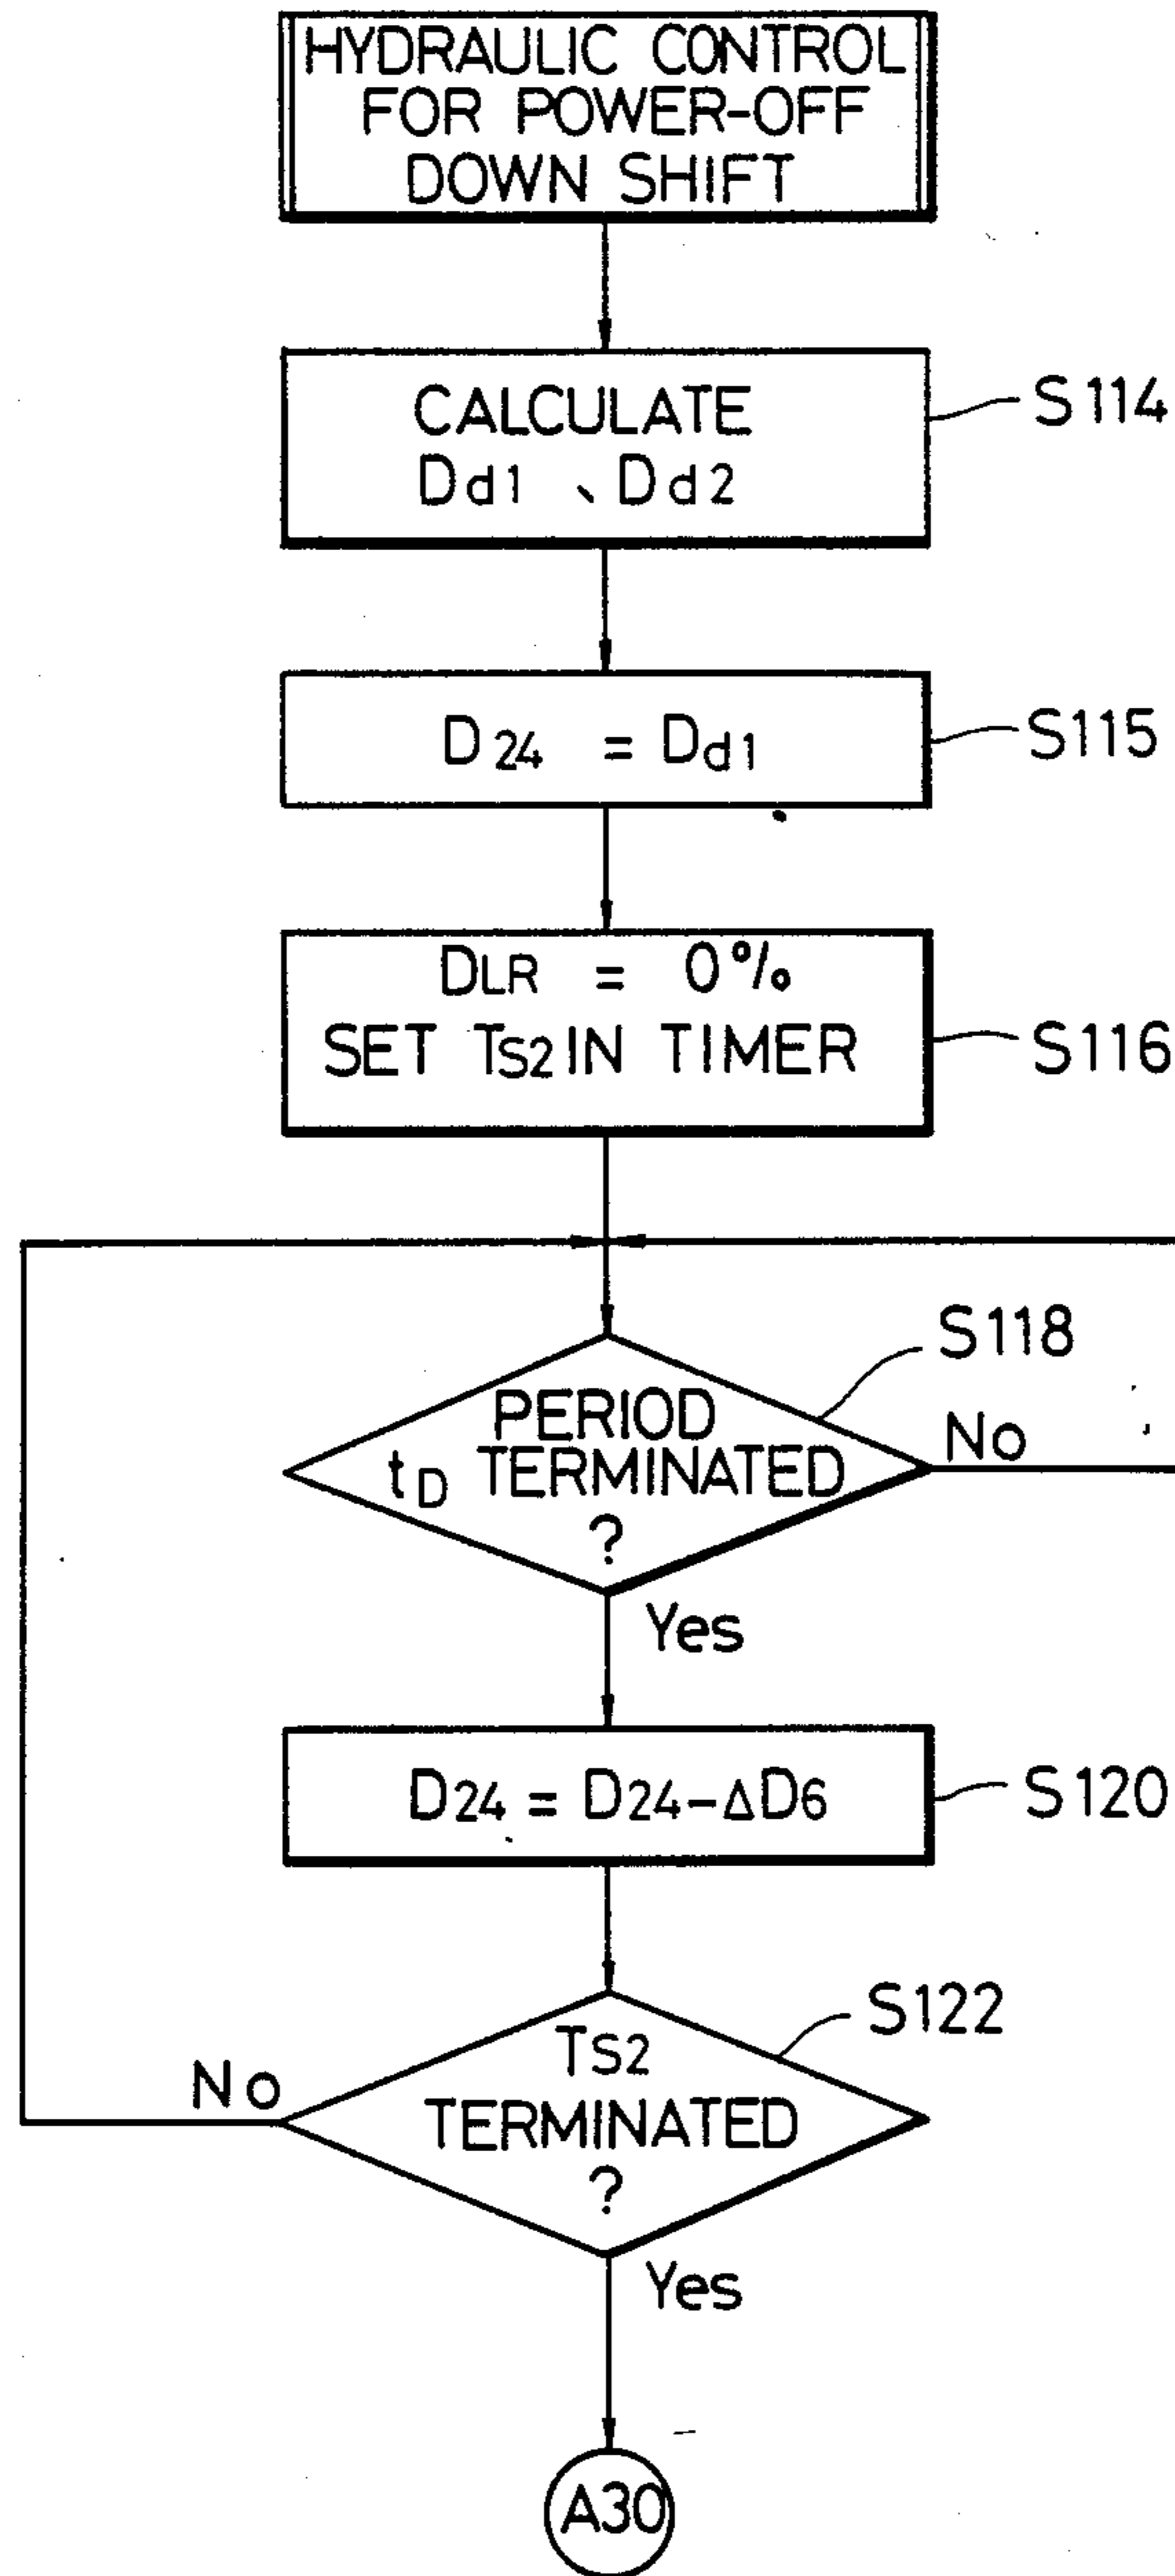 HYDRAULIC CONTROL
FOR POWER-OFF
DOWN SHIFT
CALCULATE
Dd1 、Dd2
S114
D24 = Dd1
S115
DLR = 0%
SET TS2 IN TIMER
S116
S118
PERIOD
tD TERMINATED
?
No
Yes
D24 = D24-ΔD6
S120
S122
TS2
TERMINATED
?
No
Yes
A30